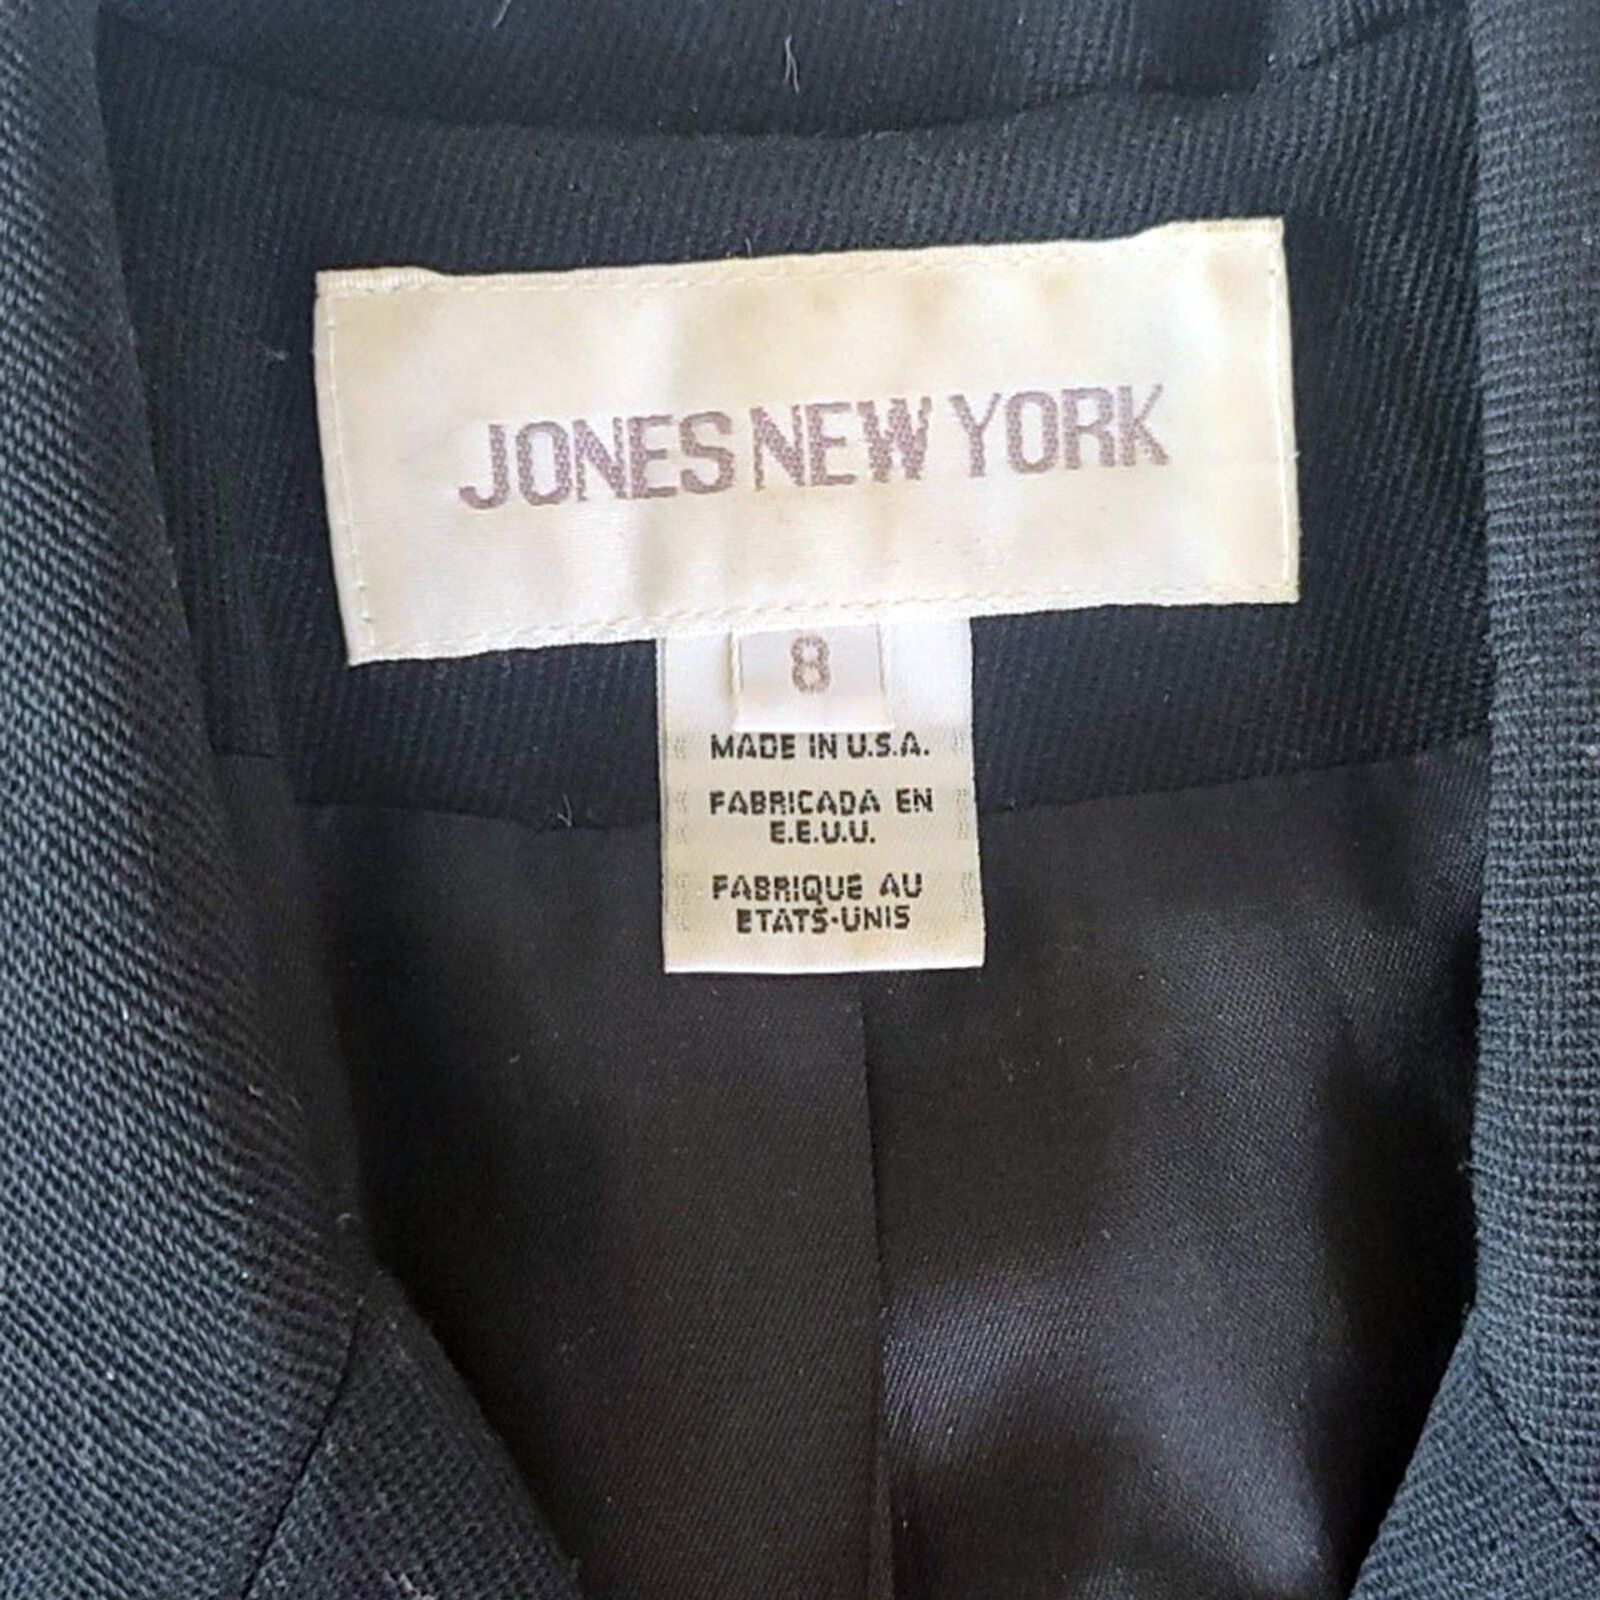 JONES NEW YORK
8
MADE IN U.S.A.
FABRICADA EN
E.E.U.U.
FABRIQUE AU
ETATS-UNIS